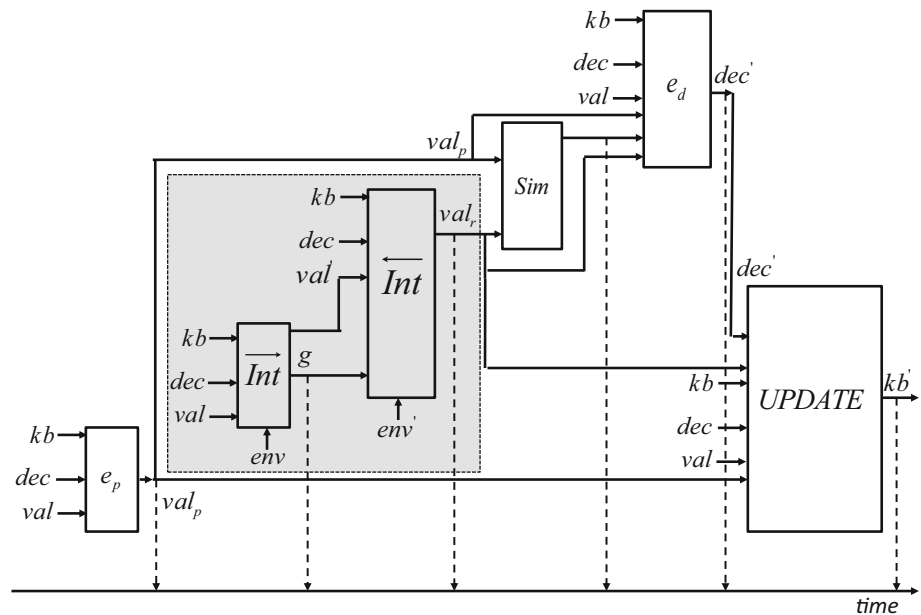 kb
dec
val
e_d
dec'
val_p
Sim
kb
dec
val'
Int
val_r
dec'
kb
dec
val
Int
g
env
env'
kb
dec
val
UPDATE
kb'
kb
dec
val
e_p
val_p
time